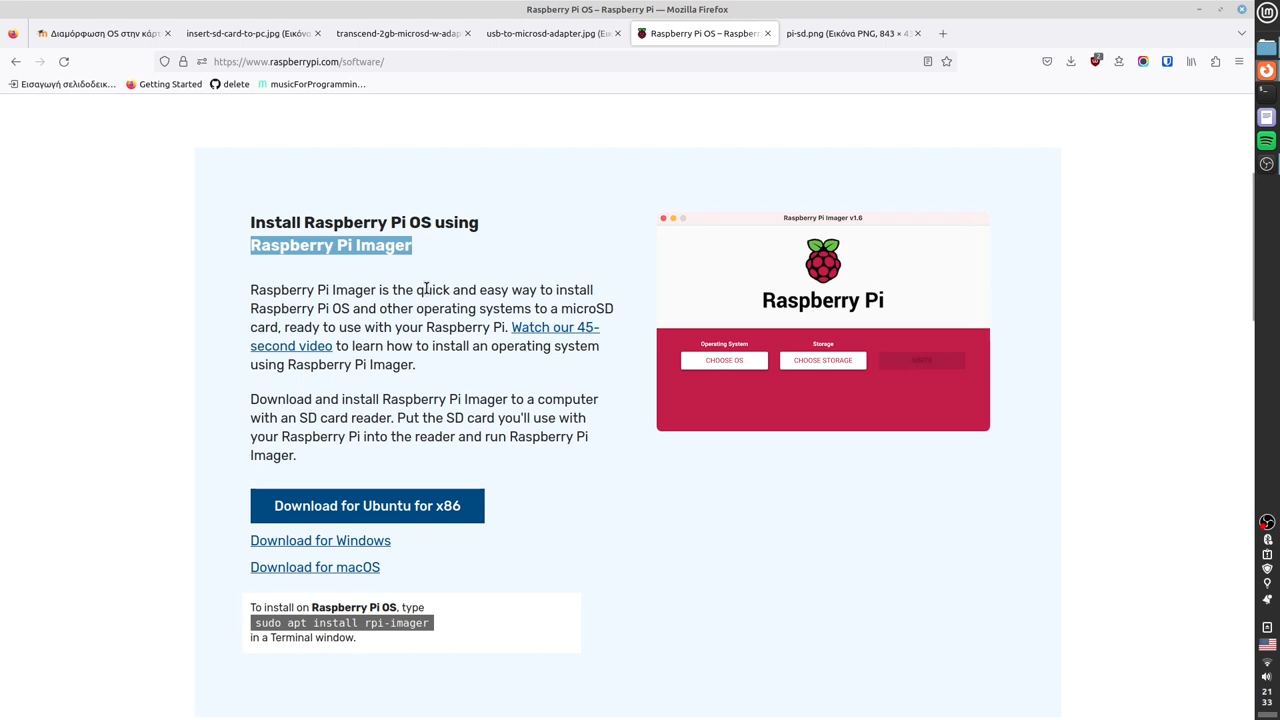 Raspberry Pi OS – Raspberry Pi — Mozilla Firefox
Διαμόρφωση OS στην κάρτ
insert-sd-card-to-pc.jpg (Εικόνα
transcend-2gb-microsd-w-adap
usb-to-microsd-adapter.jpg (Εικ
Raspberry Pi OS – Raspberr
pi-sd.png (Εικόνα PNG, 843 × 4
https://www.raspberrypi.com/software/
Εισαγωγή σελιδοδεικ…
Getting Started
delete
musicForProgrammin…
Install Raspberry Pi OS using
Raspberry Pi Imager
Raspberry Pi Imager is the quick and easy way to install
Raspberry Pi OS and other operating systems to a microSD
card, ready to use with your Raspberry Pi. Watch our 45-
second video to learn how to install an operating system
using Raspberry Pi Imager.
Download and install Raspberry Pi Imager to a computer
with an SD card reader. Put the SD card you'll use with
your Raspberry Pi into the reader and run Raspberry Pi
Imager.
Download for Ubuntu for x86
Download for Windows
Download for macOS
To install on Raspberry Pi OS, type
sudo apt install rpi-imager
in a Terminal window.
Raspberry Pi Imager v1.6
Raspberry Pi
Operating System
Storage
CHOOSE OS
CHOOSE STORAGE
WRITE
2
21
33